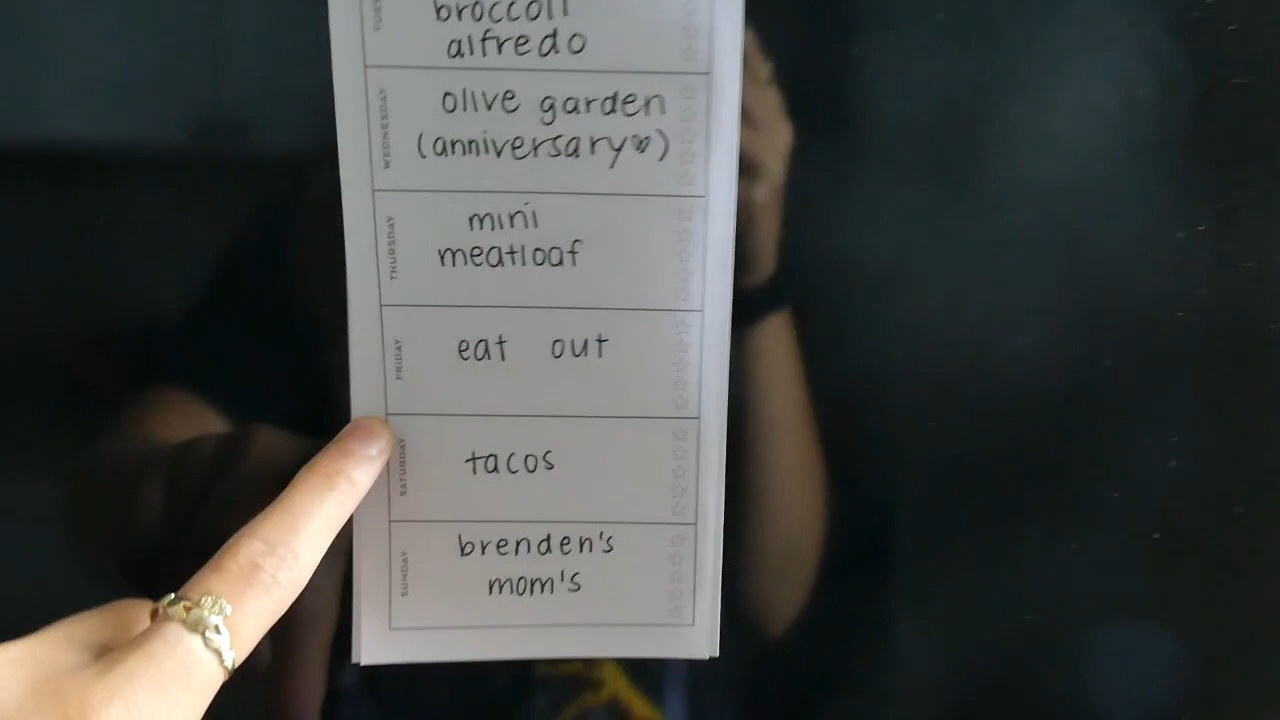 broccoli
alfredo
WEDNESDAY
olive garden
(anniversary♥)
THURSDAY
mini
meatloaf
FRIDAY
eat out
SATURDAY
tacos
SUNDAY
brenden's
mom's